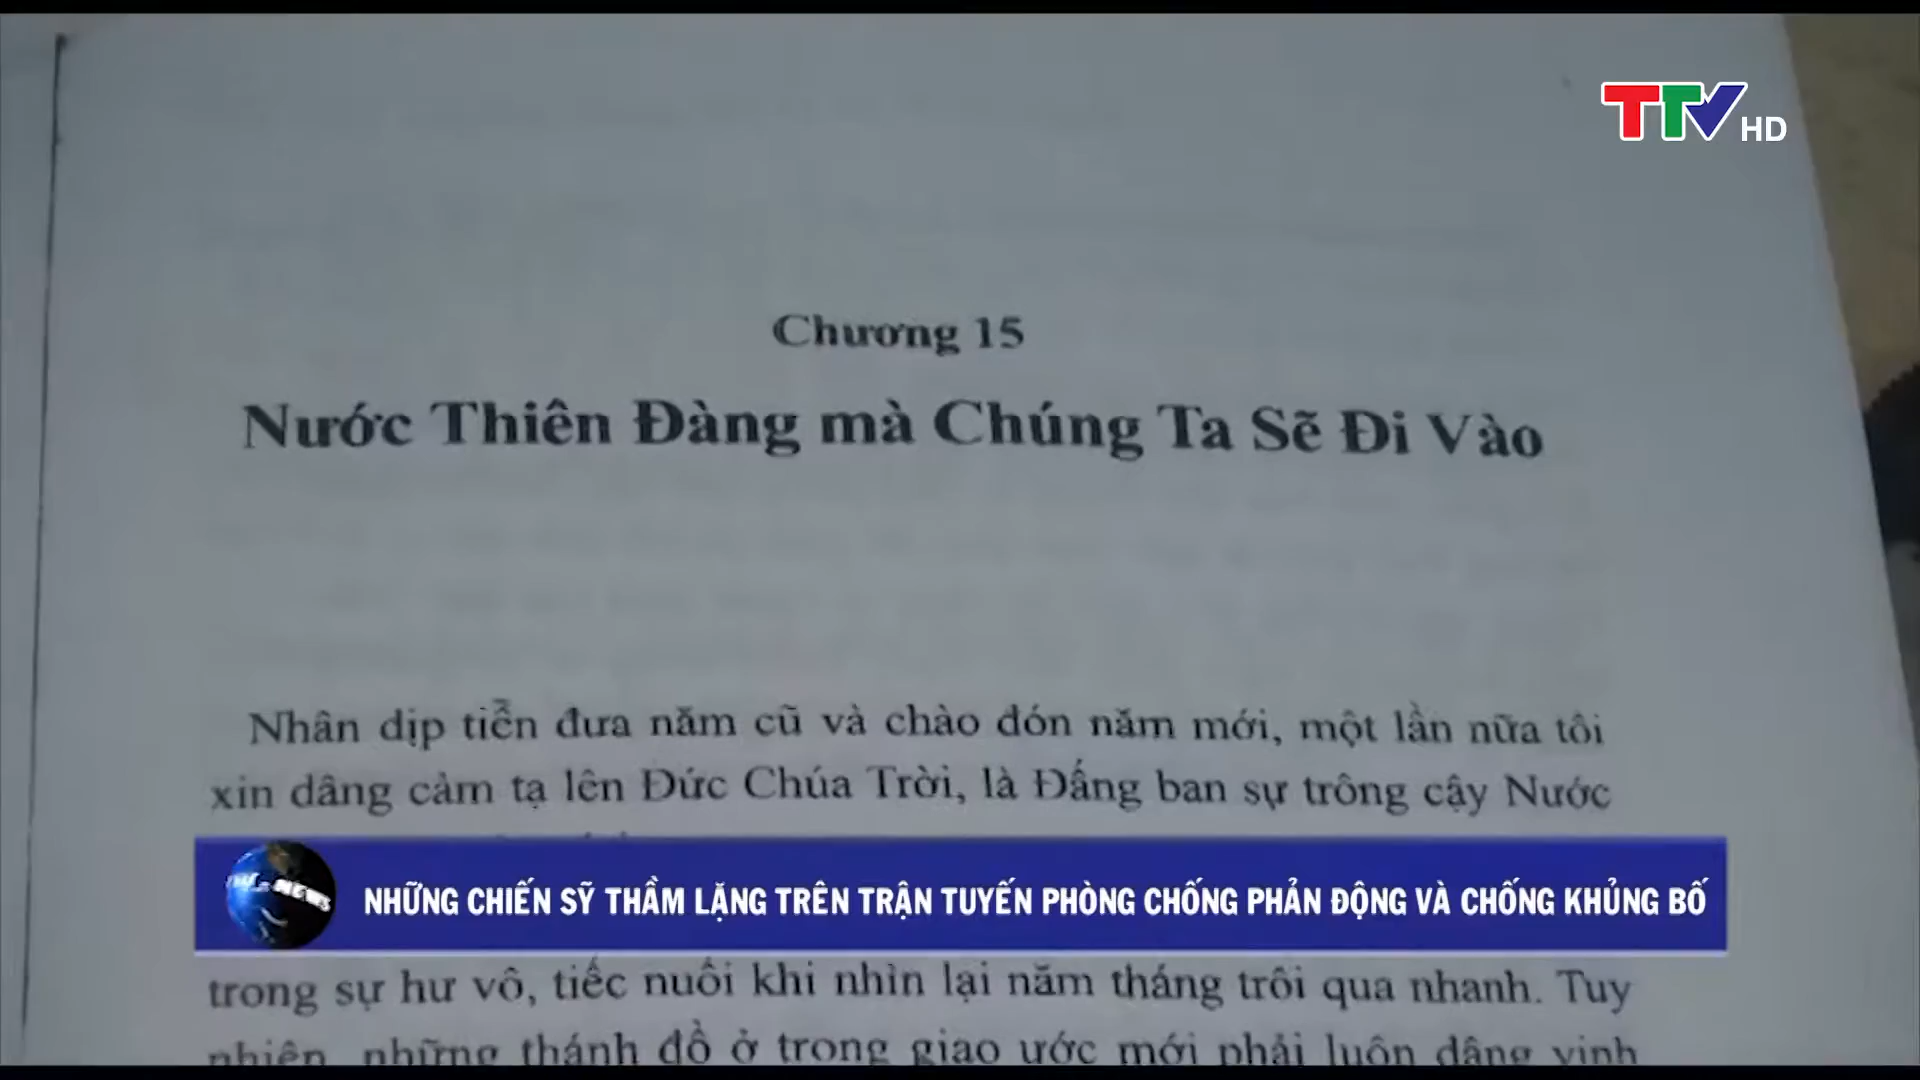 TTV HD
Chương 15
Nước Thiên Đàng mà Chúng Ta Sẽ Đi Vào
Nhân dịp tiễn đưa năm cũ và chào đón năm mới, một lần nữa tôi
xin dâng cảm tạ lên Đức Chúa Trời, là Đấng ban sự trông cậy Nước
NEWS
NHỮNG CHIẾN SỸ THẦM LẶNG TRÊN TRẬN TUYẾN PHÒNG CHỐNG PHẢN ĐỘNG VÀ CHỐNG KHỦNG BỐ
trong sự hư vô, tiếc nuối khi nhìn lại năm tháng trôi qua nhanh. Tuy
nhiên, những thánh đồ ở trong giao ước mới phải luôn dâng vinh